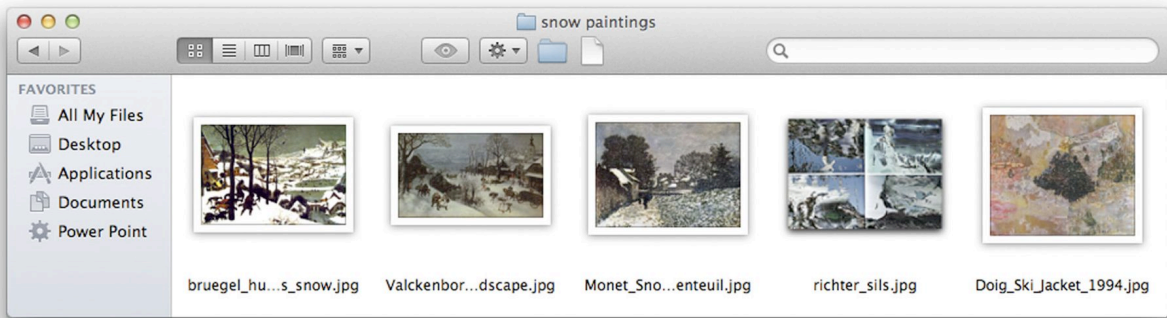 snow paintings
FAVORITES
All My Files
Desktop
Applications
Documents
Power Point
bruegel_hu...s_snow.jpg
Valckenbor...dscape.jpg
Monet_Sno...enteuil.jpg
richter_sils.jpg
Doig_Ski_Jacket_1994.jpg